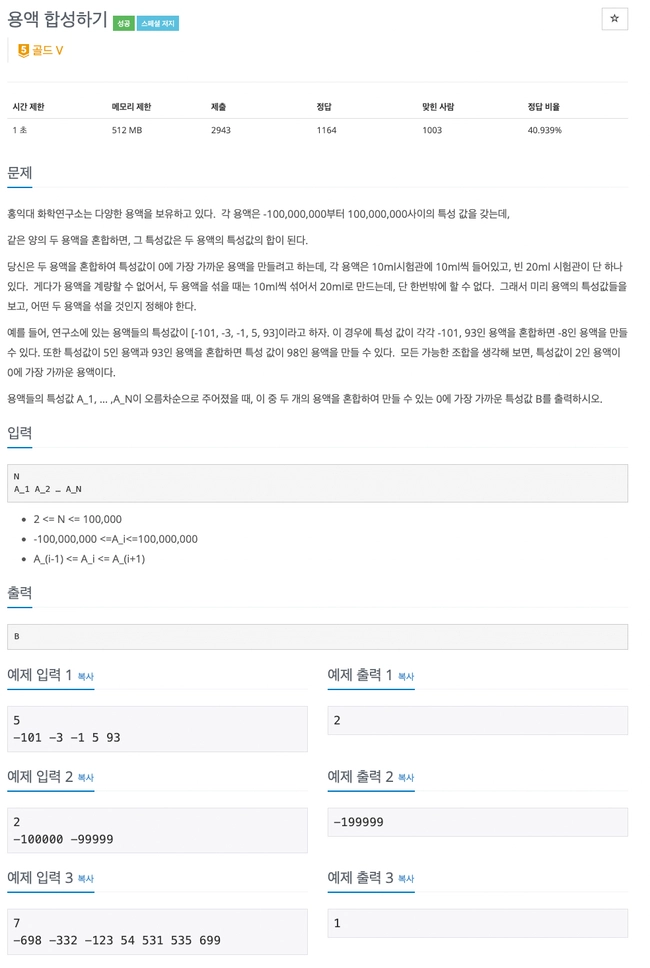 용액 합성하기 성공 스페셜 저지
☆
5 골드 V
시간 제한 메모리 제한 제출 정답 맞힌 사람 정답 비율
1 초 512 MB 2943 1164 1003 40.939%
문제
홍익대 화학연구소는 다양한 용액을 보유하고 있다. 각 용액은 -100,000,000부터 100,000,000사이의 특성 값을 갖는데,
같은 양의 두 용액을 혼합하면, 그 특성값은 두 용액의 특성값의 합이 된다.
당신은 두 용액을 혼합하여 특성값이 0에 가장 가까운 용액을 만들려고 하는데, 각 용액은 10ml시험관에 10ml씩 들어있고, 빈 20ml 시험관이 단 하나
있다. 게다가 용액을 계량할 수 없어서, 두 용액을 섞을 때는 10ml씩 섞어서 20ml로 만드는데, 단 한번밖에 할 수 없다. 그래서 미리 용액의 특성값들을
보고, 어떤 두 용액을 섞을 것인지 정해야 한다.
예를 들어, 연구소에 있는 용액들의 특성값이 [-101, -3, -1, 5, 93]이라고 하자. 이 경우에 특성 값이 각각 -101, 93인 용액을 혼합하면 -8인 용액을 만들
수 있다. 또한 특성값이 5인 용액과 93인 용액을 혼합하면 특성 값이 98인 용액을 만들 수 있다. 모든 가능한 조합을 생각해 보면, 특성값이 2인 용액이
0에 가장 가까운 용액이다.
용액들의 특성값 A_1, … ,A_N이 오름차순으로 주어졌을 때, 이 중 두 개의 용액을 혼합하여 만들 수 있는 0에 가장 가까운 특성값 B를 출력하시오.
입력
N
A_1 A_2 … A_N
• 2 <= N <= 100,000
• -100,000,000 <=A_i<=100,000,000
• A_(i-1) <= A_i <= A_(i+1)
출력
B
예제 입력 1 복사
5
-101 -3 -1 5 93
예제 출력 1 복사
2
예제 입력 2 복사
2
-100000 -99999
예제 출력 2 복사
-199999
예제 입력 3 복사
7
-698 -332 -123 54 531 535 699
예제 출력 3 복사
1